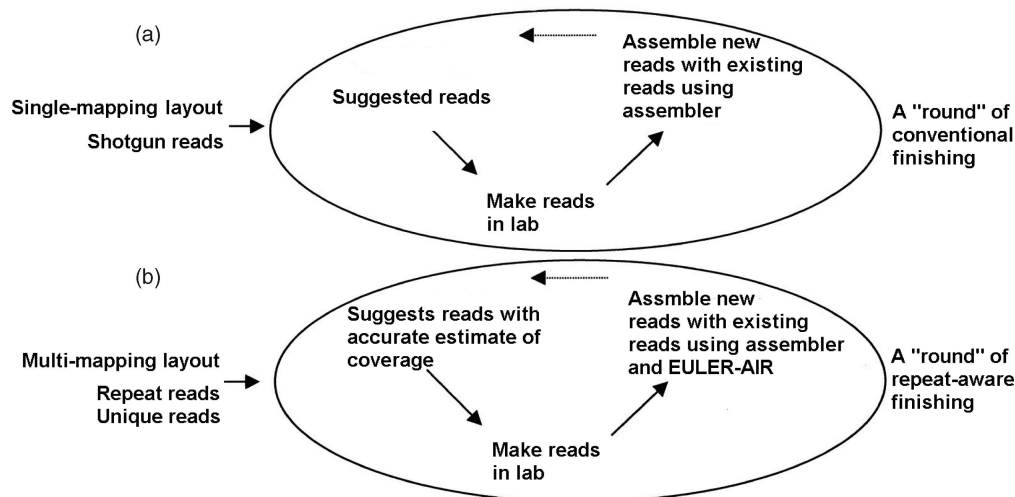 (a)
Single-mapping layout
Shotgun reads
Suggested reads
Make reads
in lab
Assemble new
reads with existing
reads using
assembler
A "round" of
conventional
finishing
(b)
Multi-mapping layout
Repeat reads
Unique reads
Suggests reads with
accurate estimate of
coverage
Make reads
in lab
Assmble new
reads with existing
reads using assembler
and EULER-AIR
A "round" of
repeat-aware
finishing